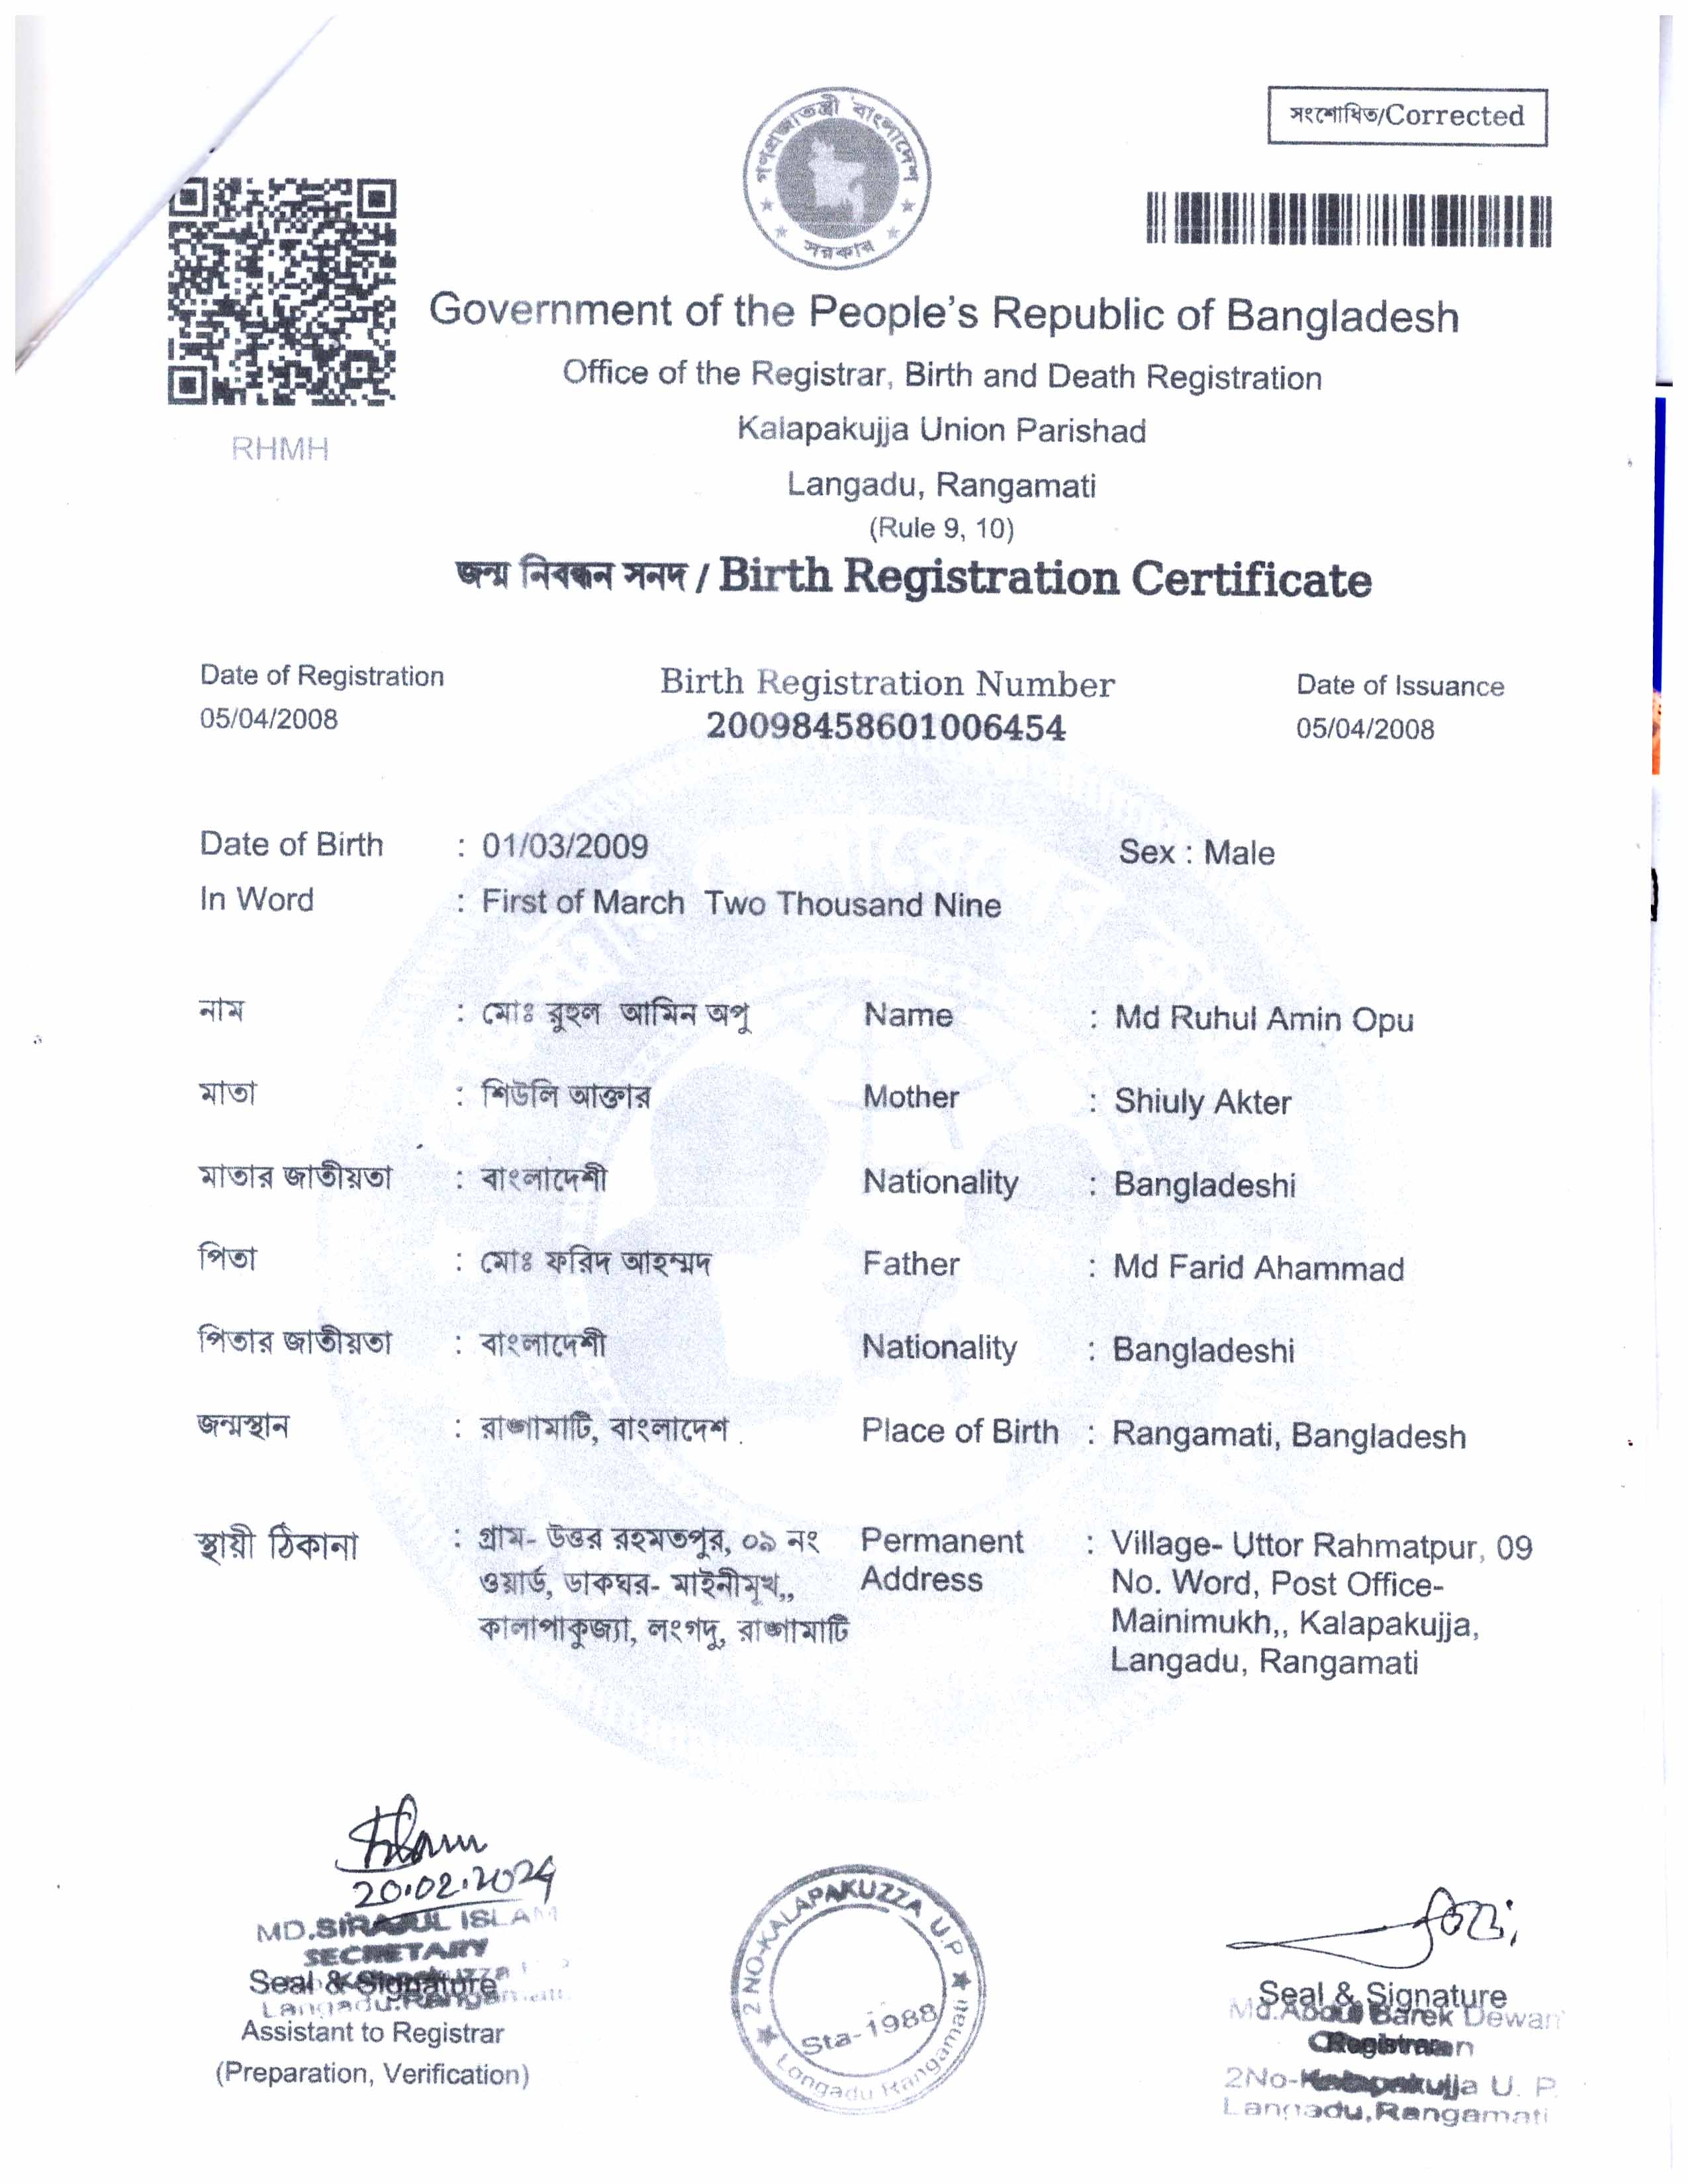 সংশোধিত/Corrected
গণপ্রজাতন্ত্রী বাংলাদেশ
সরকার
RHMH
Government of the People's Republic of Bangladesh
Office of the Registrar, Birth and Death Registration
Kalapakujja Union Parishad
Langadu, Rangamati
(Rule 9, 10)
জন্ম নিবন্ধন সনদ / Birth Registration Certificate
Date of Registration Birth Registration Number Date of Issuance
05/04/2008 20098458601006454 05/04/2008
Date of Birth : 01/03/2009 Sex : Male
In Word : First of March Two Thousand Nine
নাম : মোঃ রুহুল আমিন অপু Name : Md Ruhul Amin Opu
মাতা : শিউলি আক্তার Mother : Shiuly Akter
মাতার জাতীয়তা : বাংলাদেশী Nationality : Bangladeshi
পিতা : মোঃ ফরিদ আহম্মদ Father : Md Farid Ahammad
পিতার জাতীয়তা : বাংলাদেশী Nationality : Bangladeshi
জন্মস্থান : রাঙ্গামাটি, বাংলাদেশ Place of Birth : Rangamati, Bangladesh
স্থায়ী ঠিকানা : গ্রাম- উত্তর রহমতপুর, ০৯ নং Permanent : Village- Uttor Rahmatpur, 09
ওয়ার্ড, ডাকঘর- মাইনীমুখ,, Address No. Word, Post Office-
কালাপাকুজ্যা, লংগদু, রাঙ্গামাটি Mainimukh,, Kalapakujja,
Langadu, Rangamati
20.02.2024
MD.SIRAJUL ISLAM
SECRETARY
Seal & Signature
Langadu.Rangamati
Assistant to Registrar
(Preparation, Verification)
2 NO-KALAPAKUZZA U.P
Sta-1988
Longadu Rangamati
Seal & Signature
Md.Abdul Barek Dewan
Registrar
2No-Kalapakujja U. P.
Langadu,Rangamati